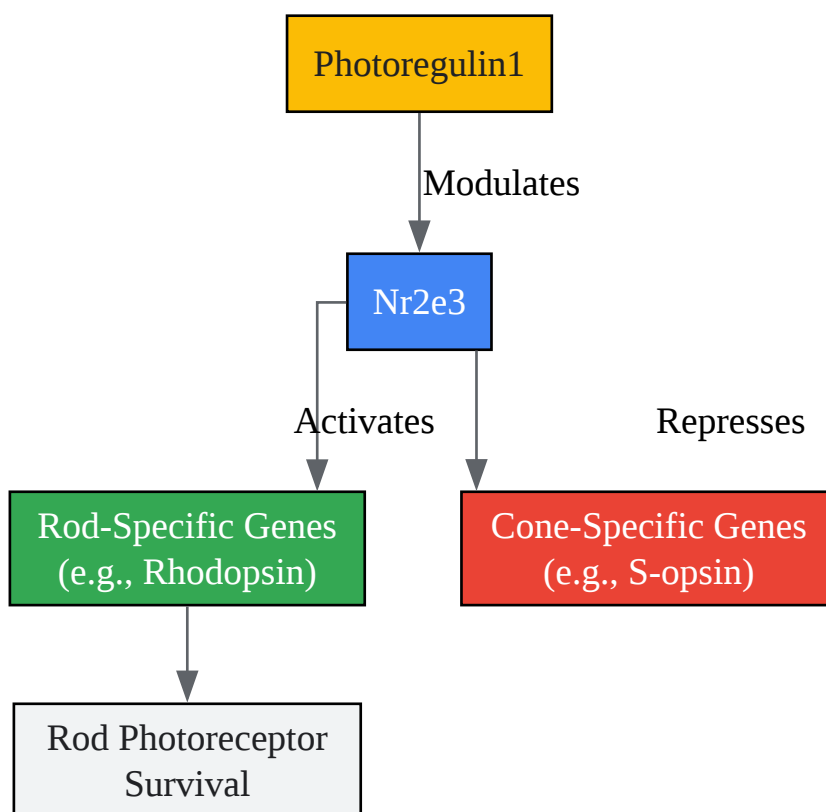 Photoregulin1
Modulates
Nr2e3
Activates
Represses
Rod-Specific Genes
(e.g., Rhodopsin)
Cone-Specific Genes
(e.g., S-opsin)
Rod Photoreceptor
Survival